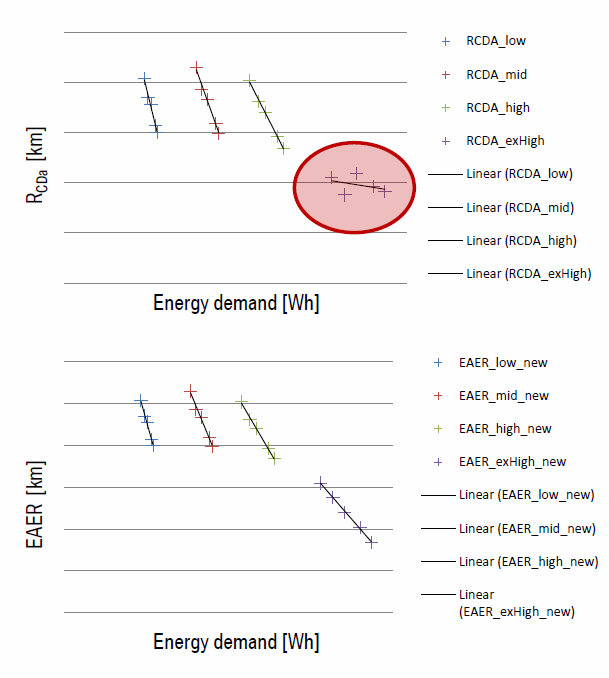 RCDA_low
RCDA_mid
RCDA_high
RCDA_exHigh
Linear (RCDA_low)
Linear (RCDA_mid)
Linear (RCDA_high)
Linear (RCDA_exHigh)
RCDa [km]
Energy demand [Wh]
EAER_low_new
EAER_mid_new
EAER_high_new
EAER_exHigh_new
Linear (EAER_low_new)
Linear (EAER_mid_new)
Linear (EAER_high_new)
Linear
(EAER_exHigh_new)
EAER [km]
Energy demand [Wh]